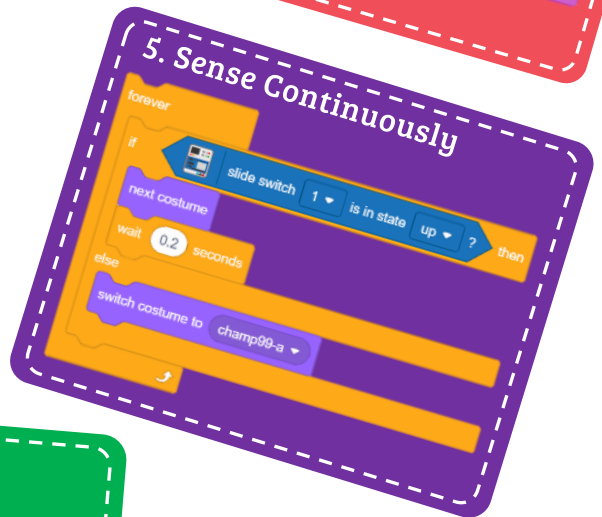 5. Sense Continuously
forever
if slide switch 1 is in state up ? then
next costume
wait 0.2 seconds
else
switch costume to champ99-a